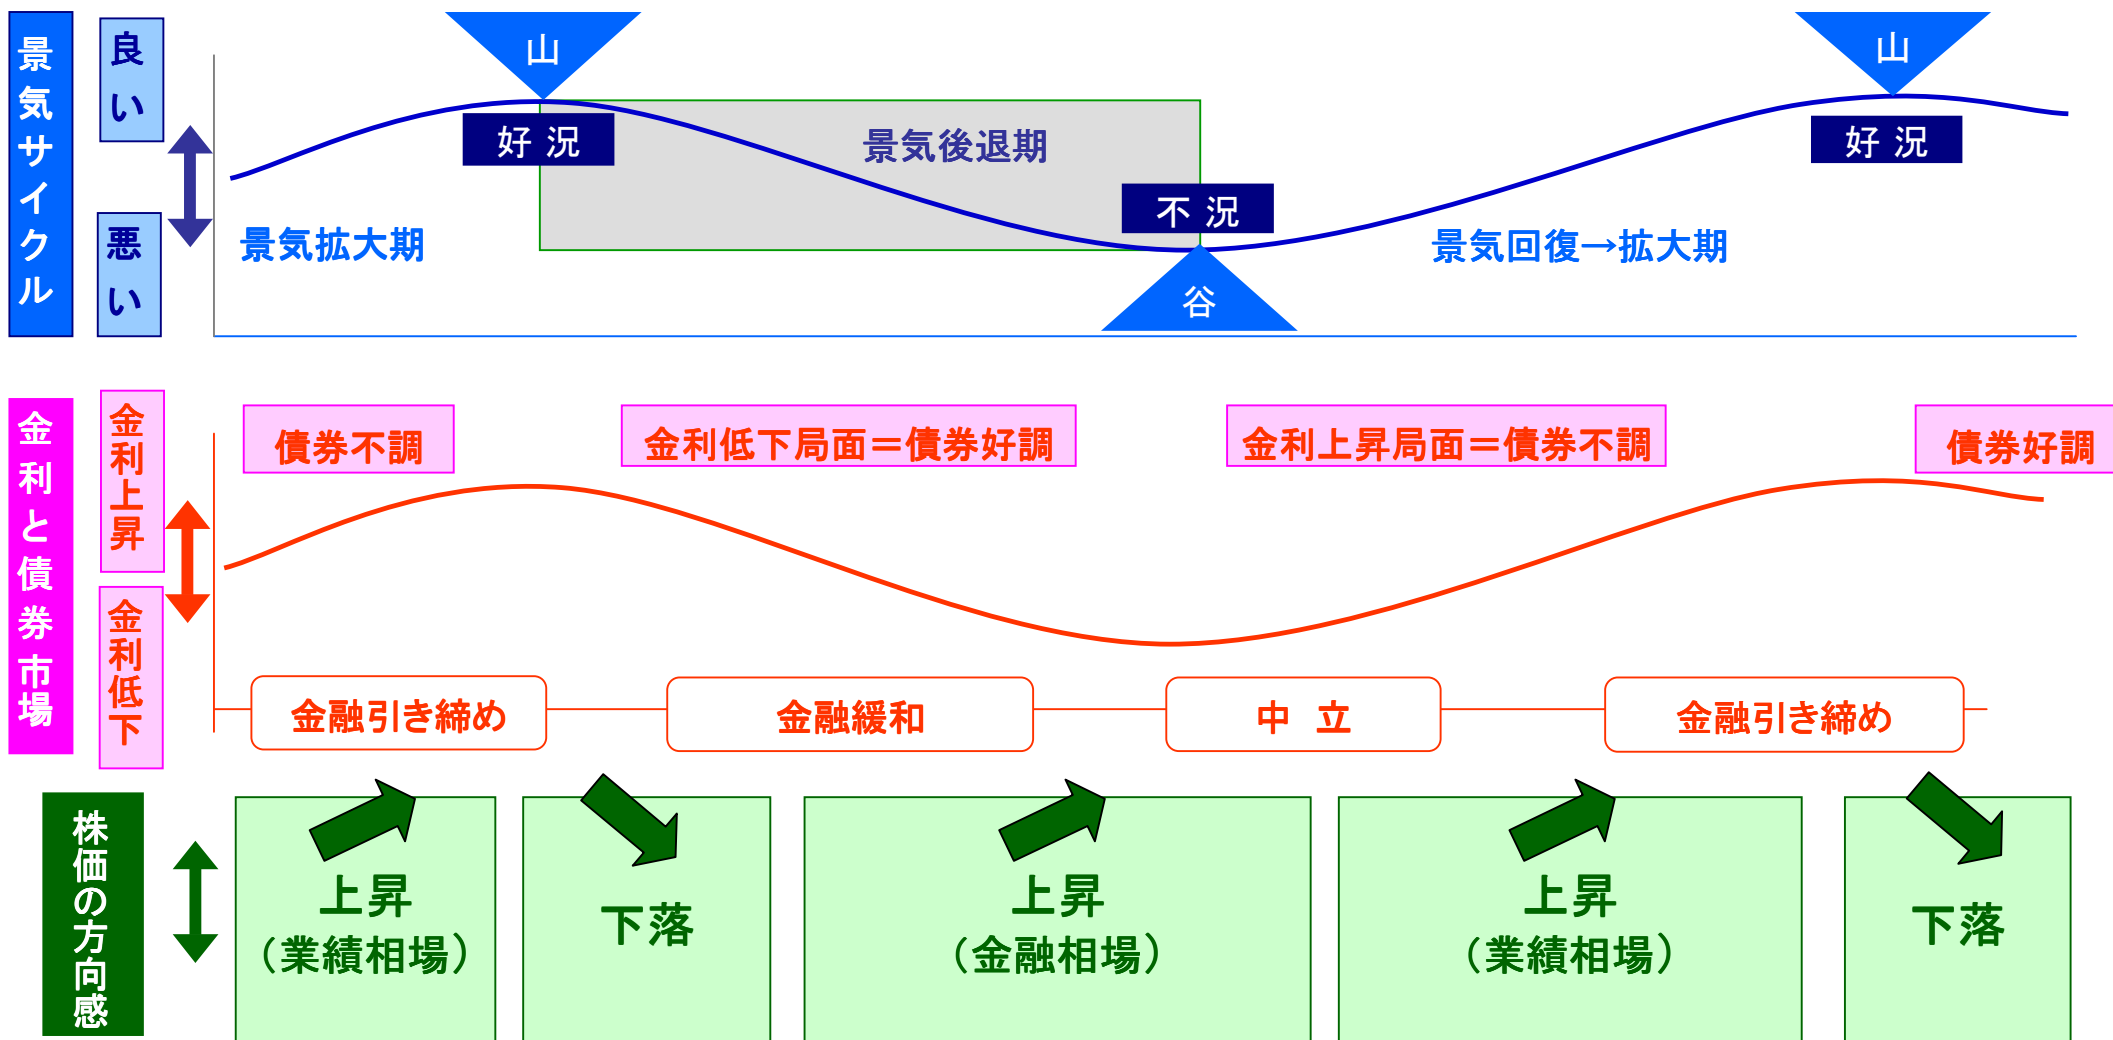 景気サイクル
良い
悪い
山
山
好 況
景気後退期
好 況
不 況
景気拡大期
景気回復→拡大期
谷
金利と債券市場
金利上昇
金利低下
債券不調
金利低下局面＝債券好調
金利上昇局面＝債券不調
債券好調
金融引き締め
金融緩和
中 立
金融引き締め
株価の方向感
上昇
（業績相場）
下落
上昇
（金融相場）
上昇
（業績相場）
下落